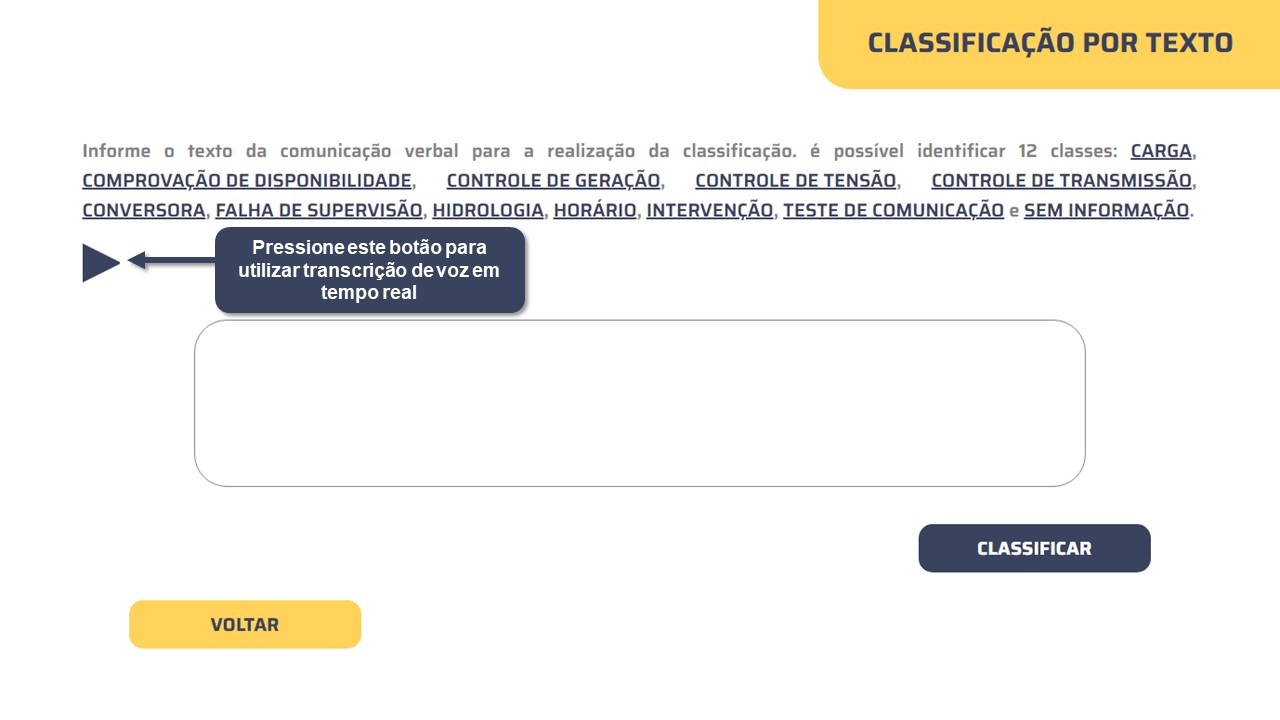 CLASSIFICAÇÃO POR TEXTO
Informe o texto da comunicação verbal para a realização da classificação. é possível identificar 12 classes: CARGA,
COMPROVAÇÃO DE DISPONIBILIDADE, CONTROLE DE GERAÇÃO, CONTROLE DE TENSÃO, CONTROLE DE TRANSMISSÃO,
CONVERSORA, FALHA DE SUPERVISÃO, HIDROLOGIA, HORÁRIO, INTERVENÇÃO, TESTE DE COMUNICAÇÃO e SEM INFORMAÇÃO.
Pressione este botão para
utilizar transcrição de voz em
tempo real
CLASSIFICAR
VOLTAR